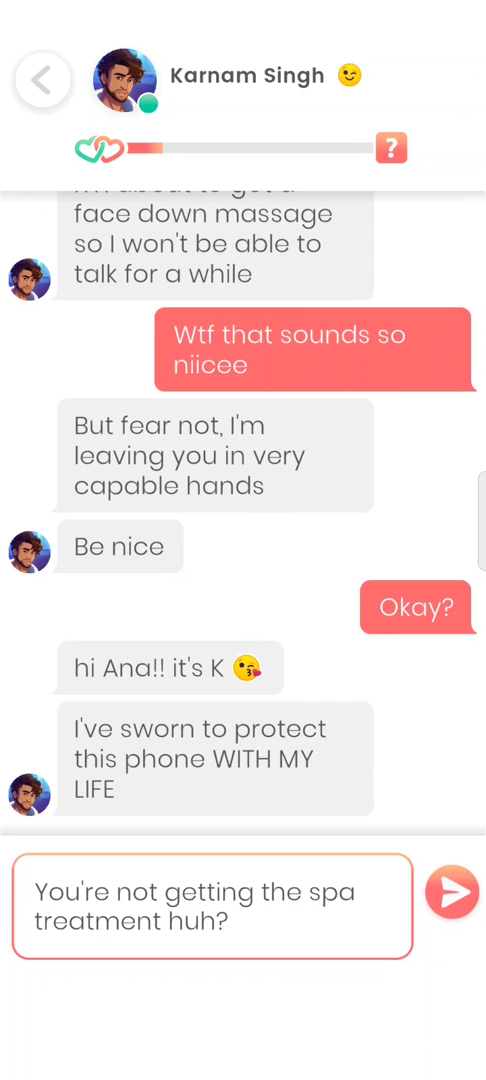 Karnam Singh 😉
?
face down massage
so I won't be able to
talk for a while
Wtf that sounds so
niicee
But fear not, I'm
leaving you in very
capable hands
Be nice
Okay?
hi Ana!! it's K 😘
I've sworn to protect
this phone WITH MY
LIFE
You're not getting the spa
treatment huh?